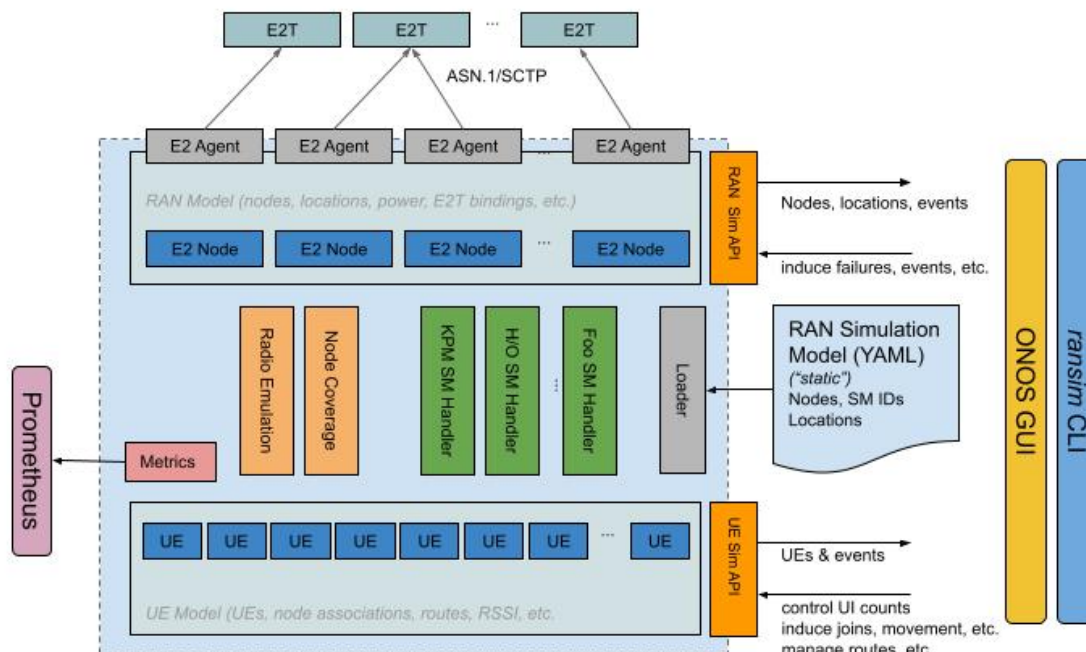 E2T
E2T
...
E2T
ASN.1/SCTP
E2 Agent
E2 Agent
E2 Agent
...
E2 Agent
RAN Model (nodes, locations, power, E2T bindings, etc.)
E2 Node
E2 Node
E2 Node
...
E2 Node
RAN Sim API
Nodes, locations, events
induce failures, events, etc.
Radio Emulation
Node Coverage
KPM SM Handler
H/O SM Handler
...
Foo SM Handler
Loader
RAN Simulation
Model (YAML)
("static")
Nodes, SM IDs
Locations
ONOS GUI
ransim CLI
Prometheus
Metrics
UE
UE
UE
UE
UE
UE
UE
...
UE
UE Model (UEs, node associations, routes, RSSI, etc.
UE Sim API
UEs & events
control UI counts
induce joins, movement, etc.
manage routes, etc